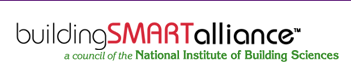 buildingSMARTalliance™
a council of the National Institute of Building Sciences